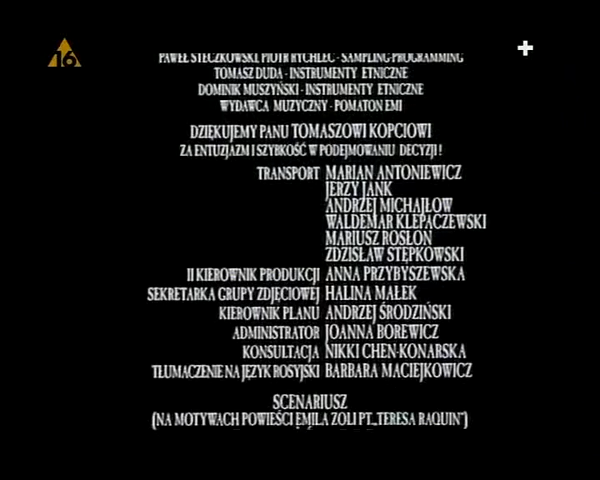 16
+
PAWEŁ STECZKOWSKI, PIOTR RYCHLEC - SAMPLING-PROGRAMMING
TOMASZ DUDA - INSTRUMENTY ETNICZNE
DOMINIK MUSZYŃSKI - INSTRUMENTY ETNICZNE
WYDAWCA MUZYCZNY - POMATON EMI
DZIĘKUJEMY PANU TOMASZOWI KOPCIOWI
ZA ENTUZJAZM I SZYBKOŚĆ W PODEJMOWANIU DECYZJI !
TRANSPORT MARIAN ANTONIEWICZ
JERZY JANK
ANDRZEJ MICHAJŁOW
WALDEMAR KLEPACZEWSKI
MARIUSZ ROSŁON
ZDZISŁAW STĘPKOWSKI
II KIEROWNIK PRODUKCJI ANNA PRZYBYSZEWSKA
SEKRETARKA GRUPY ZDJĘCIOWEJ HALINA MAŁEK
KIEROWNIK PLANU ANDRZEJ ŚRODZIŃSKI
ADMINISTRATOR JOANNA BOREWICZ
KONSULTACJA NIKKI CHEN-KONARSKA
TŁUMACZENIE NA JĘZYK ROSYJSKI BARBARA MACIEJKOWICZ
SCENARIUSZ
(NA MOTYWACH POWIEŚCI EMILA ZOLI PT. „TERESA RAQUIN")